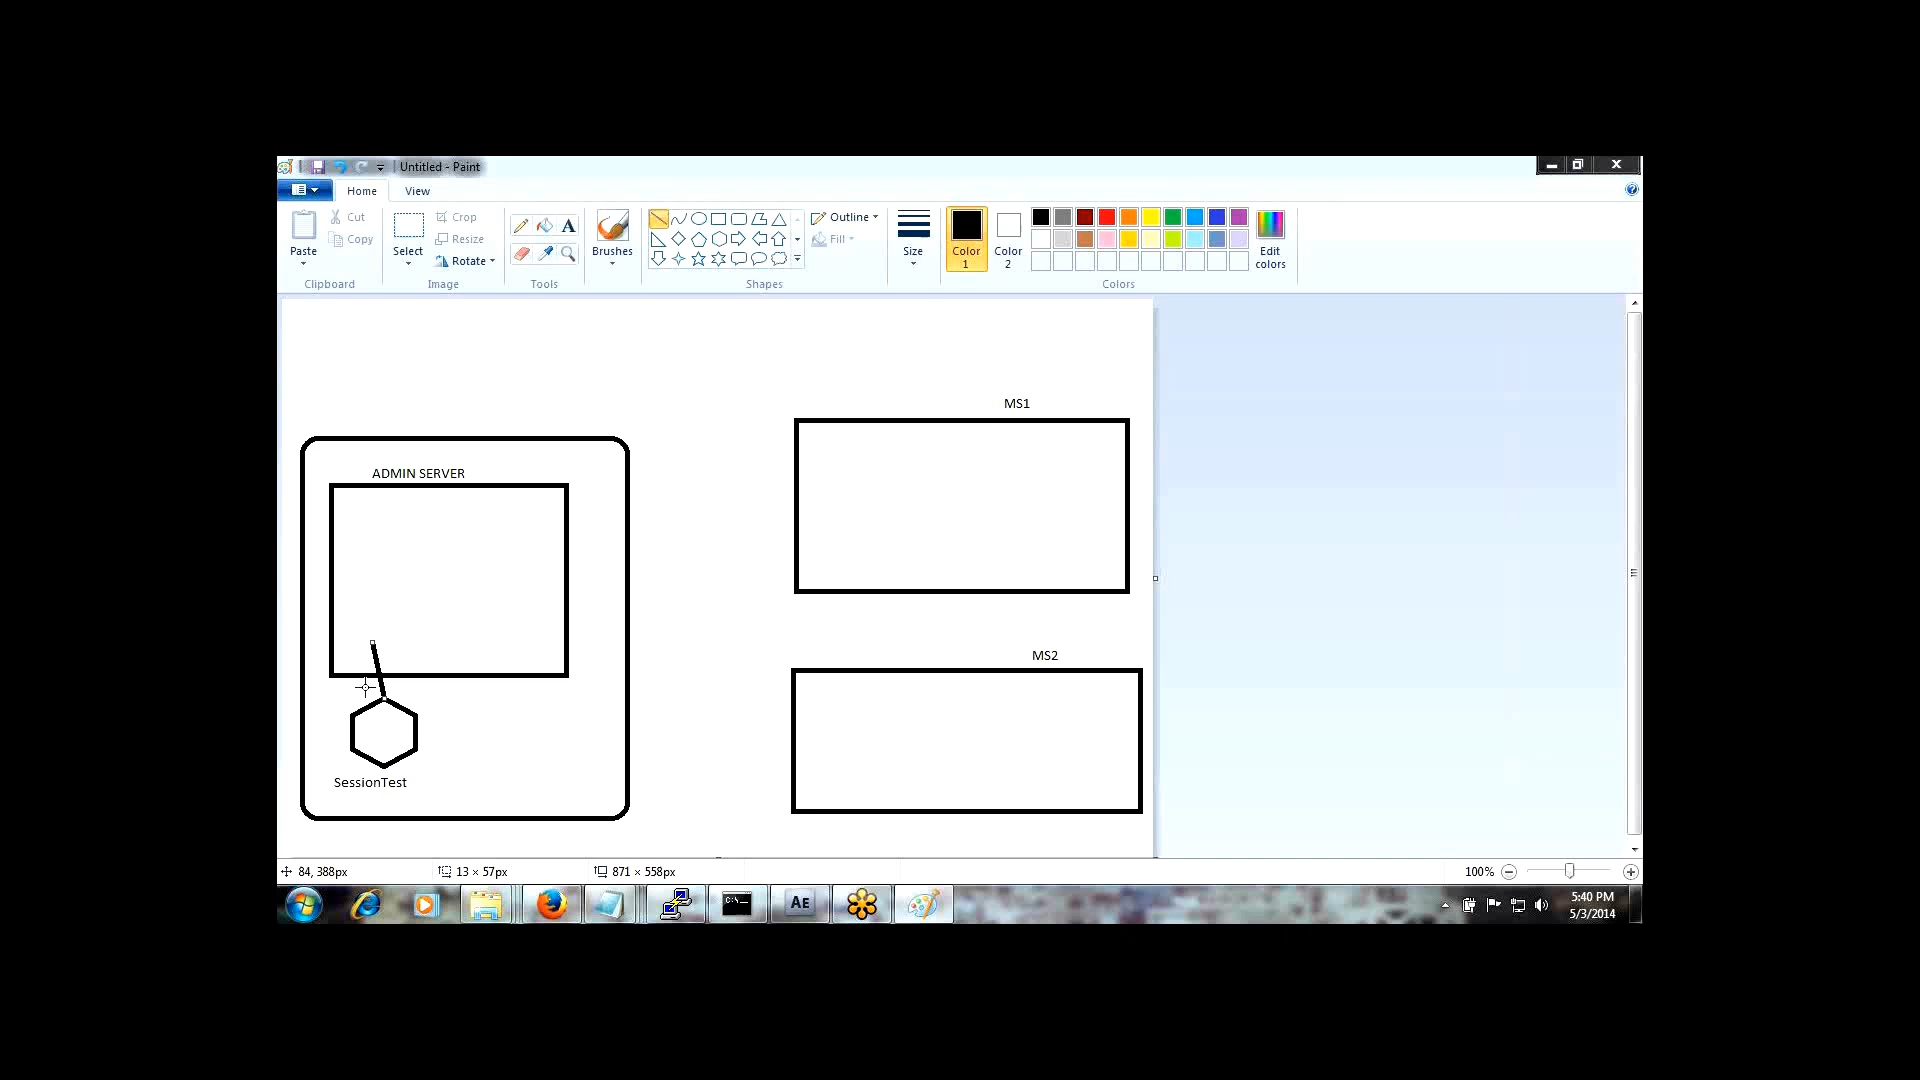 Untitled - Paint
Home View
Cut
Copy
Paste
Clipboard
Select
Crop
Resize
Rotate
Image
A
Tools
Brushes
Outline
Fill
Shapes
Size
Color
1
Color
2
Edit
colors
Colors
MS1
ADMIN SERVER
MS2
SessionTest
84, 388px
13 × 57px
871 × 558px
100%
C:\
AE
5:40 PM
5/3/2014